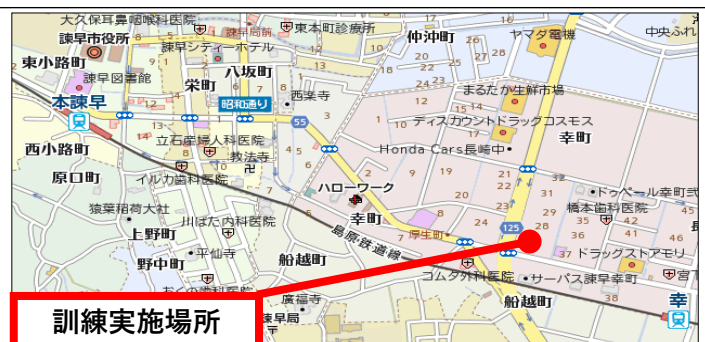 大久保耳鼻咽喉科医院
諫早局前
東本町診療所
仲沖町
ヤマダ電機
中央ふれ
諫早市役所
諫早シティーホテル
東小路町
八坂町
諫早図書館
栄町
昭和通り
西楽寺
まるたか生鮮市場
本諫早
55
ディスカウントドラッグコスモス
幸町
立石産婦人科医院
教法寺
Honda Cars長崎中
西小路町
原口町
イルカ歯科医院
ハローワーク
ドゥペール幸町弐
猿葉稲荷大社
橋本歯科医院
幸町
川はた内科医院
上野町
厚生町
125
島原・鉄道線
平仙寺
船越町
ドラッグストアモリ
野中町
コムタ外科医院
サーパス諫早幸町
宮
廣福寺
船越町
幸
訓練実施場所
早局